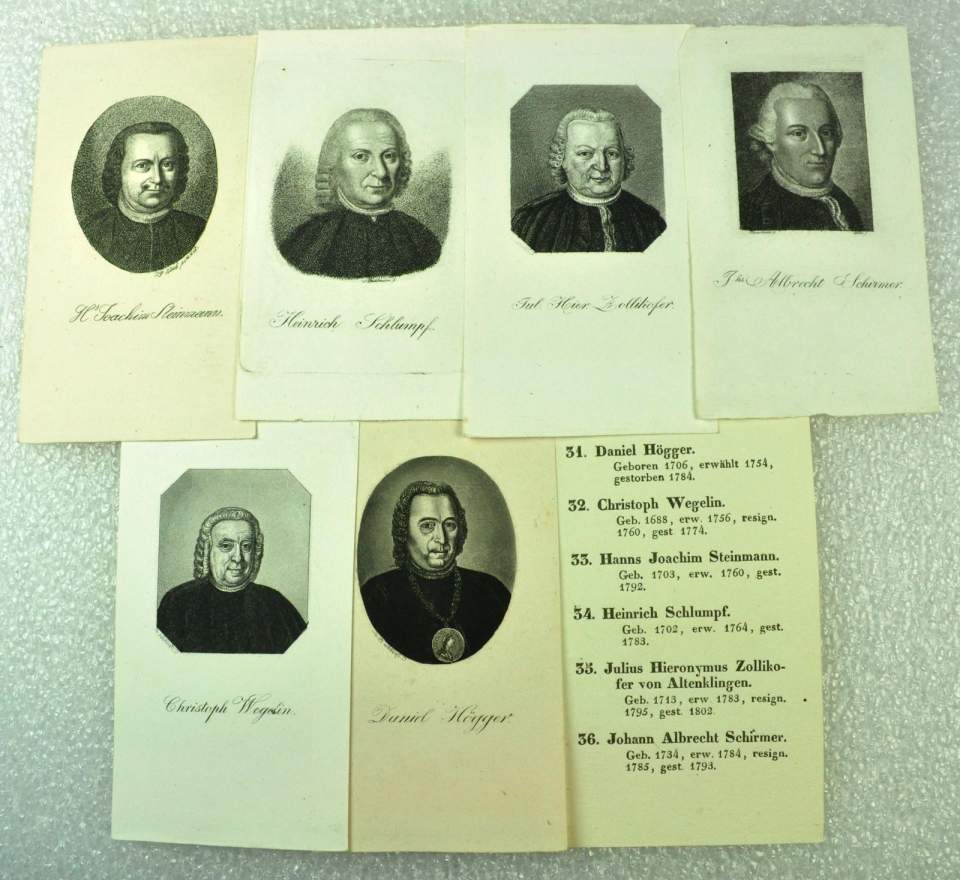 Hs Joachim Steinmann.
Heinrich Schlumpf.
Jul. Hier. Zollikofer.
Jhs Albrecht Schirmer.
Christoph Wegelin.
Daniel Högger.
31. Daniel Högger.
Geboren 1706, erwählt 1754,
gestorben 1784.
32. Christoph Wegelin.
Geb. 1688, erw. 1756, resign.
1760, gest 1774.
33. Hanns Joachim Steinmann.
Geb. 1703, erw. 1760, gest.
1792.
34. Heinrich Schlumpf.
Geb. 1702, erw. 1764, gest.
1783.
35. Julius Hieronymus Zolliko-
fer von Altenklingen.
Geb. 1713, erw 1783, resign.
1795, gest. 1802.
36. Johann Albrecht Schirmer.
Geb. 1734, erw. 1784, resign.
1785, gest 1793.